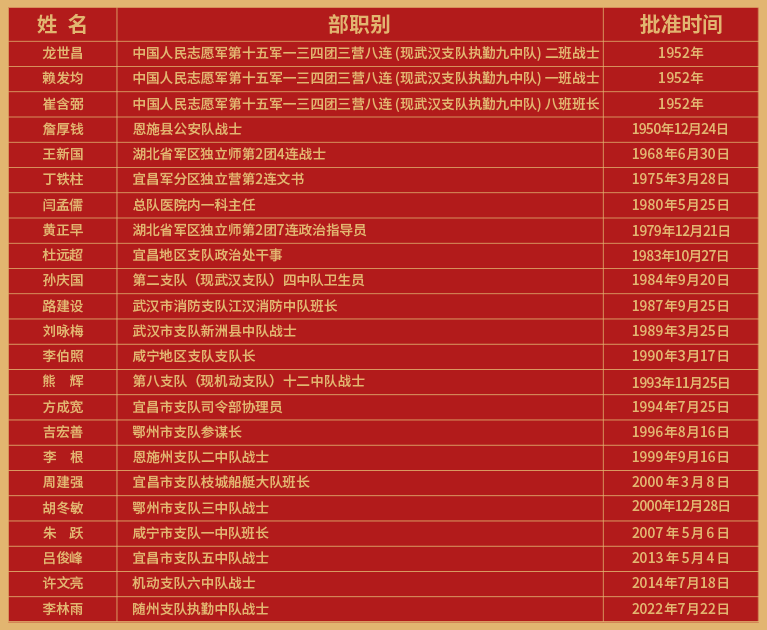 姓 名 部职别 批准时间
龙世昌 中国人民志愿军第十五军一三四团三营八连 (现武汉支队执勤九中队) 二班战士 1952年
赖发均 中国人民志愿军第十五军一三四团三营八连 (现武汉支队执勤九中队) 一班战士 1952年
崔含弼 中国人民志愿军第十五军一三四团三营八连 (现武汉支队执勤九中队) 八班班长 1952年
詹厚钱 恩施县公安队战士 1950年12月24日
王新国 湖北省军区独立师第2团4连战士 1968年6月30日
丁铁柱 宜昌军分区独立营第2连文书 1975年3月28日
闫孟儒 总队医院内一科主任 1980年5月25日
黄正早 湖北省军区独立师第2团7连政治指导员 1979年12月21日
杜远超 宜昌地区支队政治处干事 1983年10月27日
孙庆国 第二支队（现武汉支队）四中队卫生员 1984年9月20日
路建设 武汉市消防支队江汉消防中队班长 1987年9月25日
刘咏梅 武汉市支队新洲县中队战士 1989年3月25日
李伯照 咸宁市地区支队支队长 1990年3月17日
熊 辉 第八支队（现机动支队）十二中队战士 1993年11月25日
方成宽 宜昌市支队司令部协理员 1994年7月25日
吉宏善 鄂州市支队参谋长 1996年8月16日
李 根 恩施州支队二中队战士 1999年9月16日
周建强 宜昌市支队枝城船艇大队班长 2000年3月8日
胡冬敏 鄂州市支队三中队战士 2000年12月28日
朱 跃 咸宁市支队一中队班长 2007年5月6日
吕俊峰 宜昌市支队五中队战士 2013年5月4日
许文亮 机动支队六中队战士 2014年7月18日
李林雨 随州支队执勤中队战士 2022年7月22日